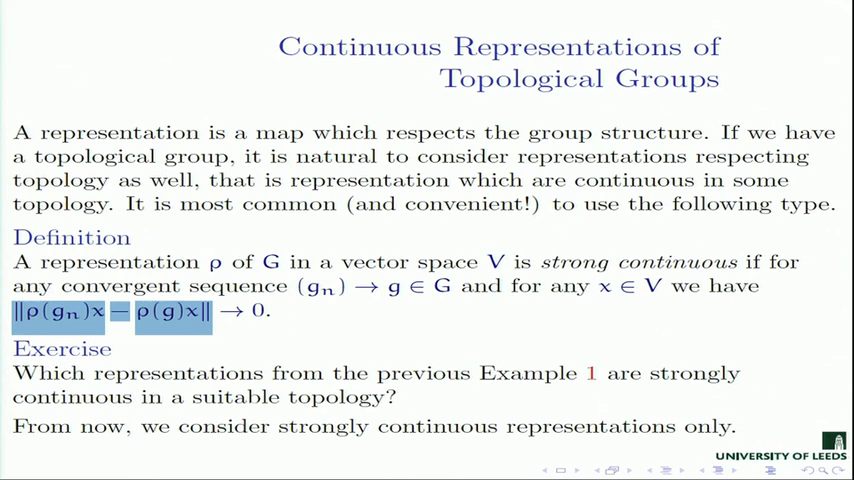 Continuous Representations of
Topological Groups
A representation is a map which respects the group structure. If we have
a topological group, it is natural to consider representations respecting
topology as well, that is representation which are continuous in some
topology. It is most common (and convenient!) to use the following type.
Definition
A representation ρ of G in a vector space V is strong continuous if for
any convergent sequence (gₙ) → g ∈ G and for any x ∈ V we have
‖ρ(gₙ)x − ρ(g)x‖ → 0.
Exercise
Which representations from the previous Example 1 are strongly
continuous in a suitable topology?
From now, we consider strongly continuous representations only.
UNIVERSITY OF LEEDS